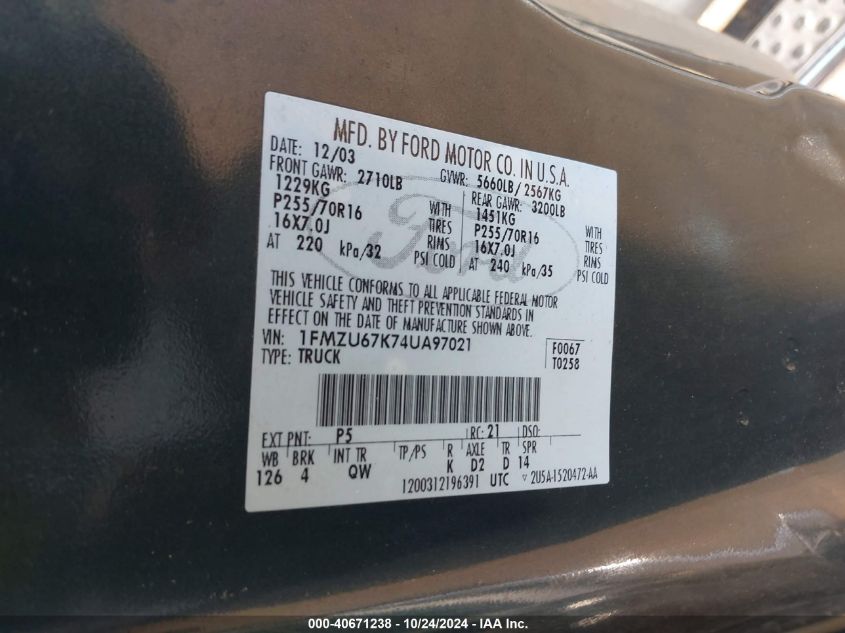 MFD. BY FORD MOTOR CO. IN U.S.A.
DATE: 12/03 GVWR: 5660LB/2567KG
FRONT GAWR: 2710LB REAR GAWR: 3200LB
1229KG WITH 1451KG WITH
P255/70R16 TIRES P255/70R16 TIRES
16X7.0J RIMS 16X7.0J RIMS
AT 220 kPa/32 PSI COLD AT 240 kPa/35 PSI COLD
Ford
THIS VEHICLE CONFORMS TO ALL APPLICABLE FEDERAL MOTOR
VEHICLE SAFETY AND THEFT PREVENTION STANDARDS IN
EFFECT ON THE DATE OF MANUFACTURE SHOWN ABOVE.
VIN: 1FMZU67K74UA97021 F0067
TYPE: TRUCK T0258
EXT PNT: P5 RC: 21 DSO:
WB BRK INT TR TP/PS R AXLE TR SPR
126 4 QW K D2 D 14
1200312196391 UTC ▽ 2U5A-1520472-AA
000-40671238 - 10/24/2024 - IAA Inc.